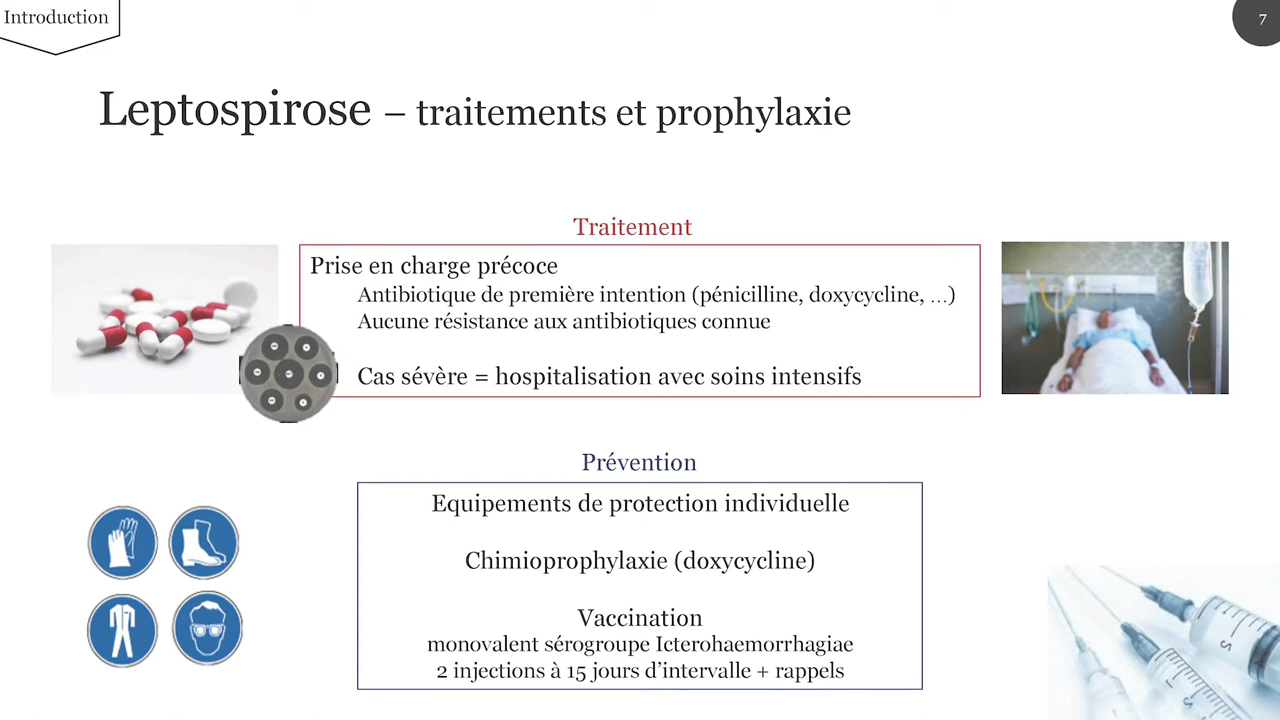 Introduction
7
Leptospirose – traitements et prophylaxie
Traitement
Prise en charge précoce
Antibiotique de première intention (pénicilline, doxycycline, …)
Aucune résistance aux antibiotiques connue
Cas sévère = hospitalisation avec soins intensifs
Prévention
Equipements de protection individuelle
Chimioprophylaxie (doxycycline)
Vaccination
monovalent sérogroupe Icterohaemorrhagiae
2 injections à 15 jours d’intervalle + rappels